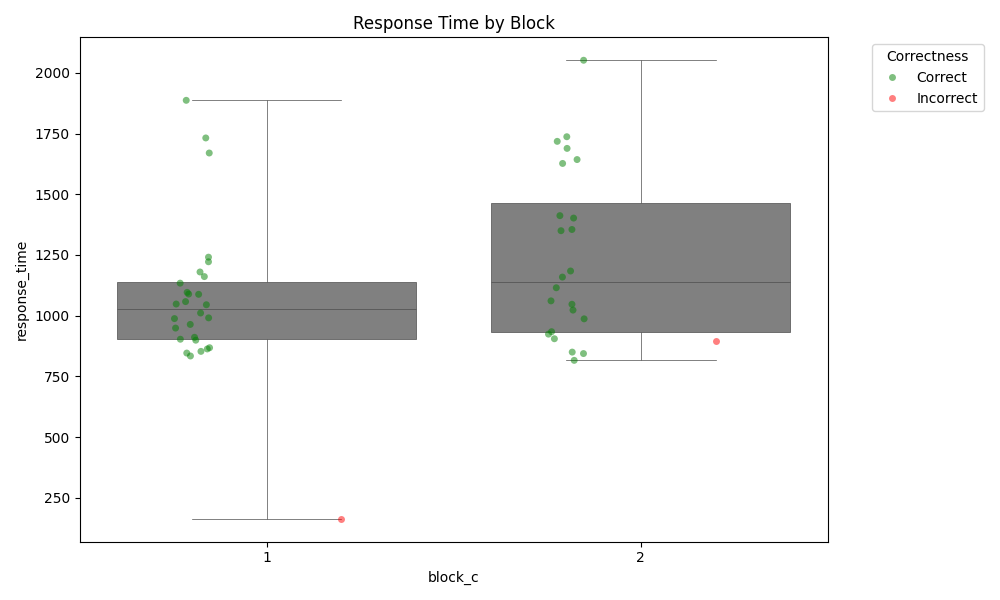 Response Time by Block
Correctness
Correct
Incorrect
2000
1750
1500
1250
1000
750
500
250
response_time
1
2
block_c